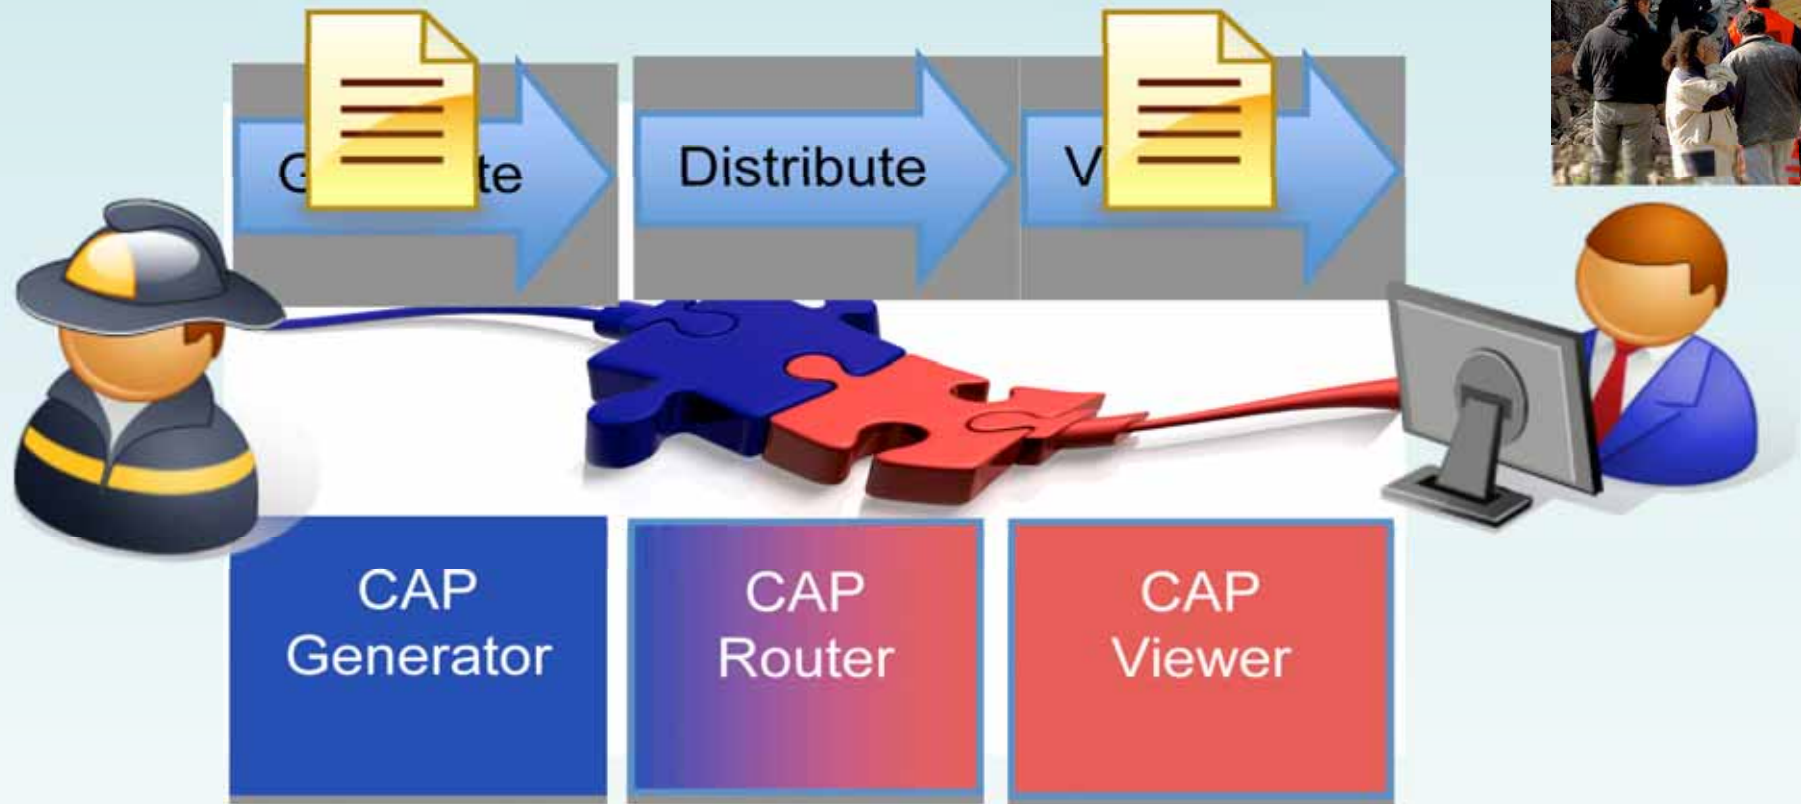 Distribute
CAP
Generator
CAP
Router
CAP
Viewer